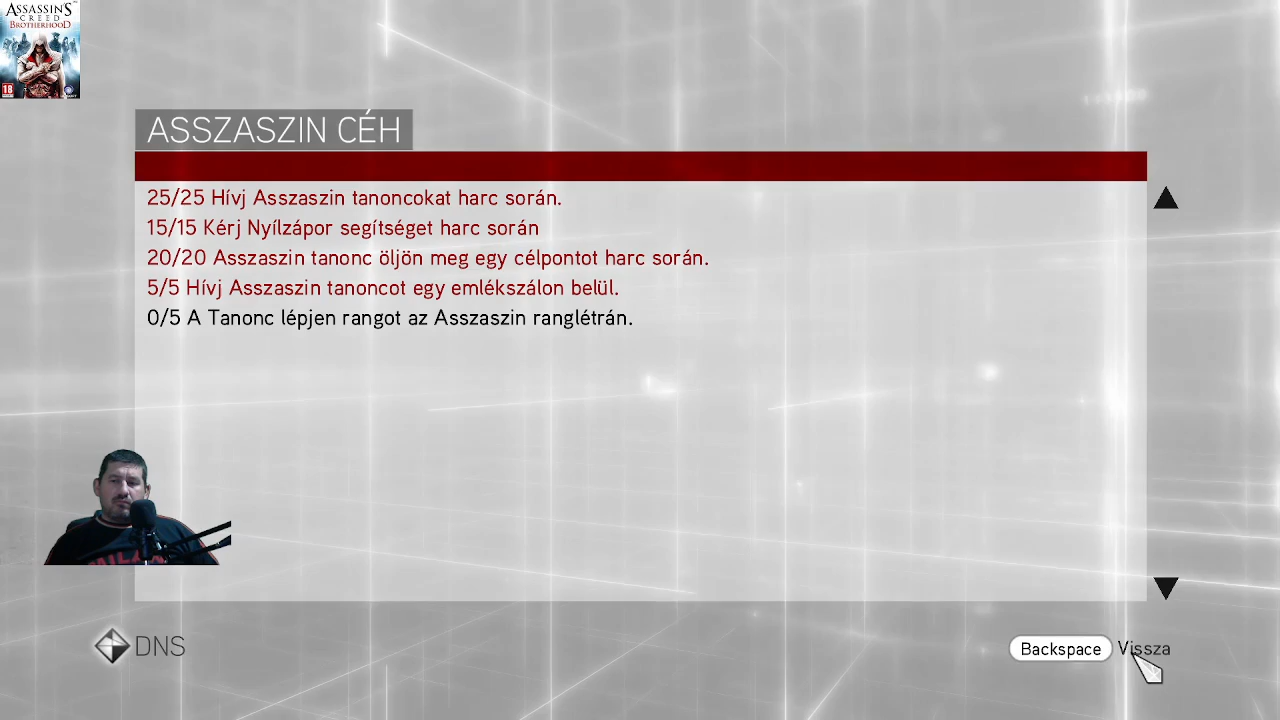 ASSASSIN'S
CREED
BROTHERHOOD
18
ASSZASZIN CÉH
25/25 Hívj Asszaszin tanoncokat harc során.
15/15 Kérj Nyílzápor segítséget harc során
20/20 Asszaszin tanonc öljön meg egy célpontot harc során.
5/5 Hívj Asszaszin tanoncot egy emlékszálon belül.
0/5 A Tanonc lépjen rangot az Asszaszin ranglétrán.
DNS
Backspace Vissza